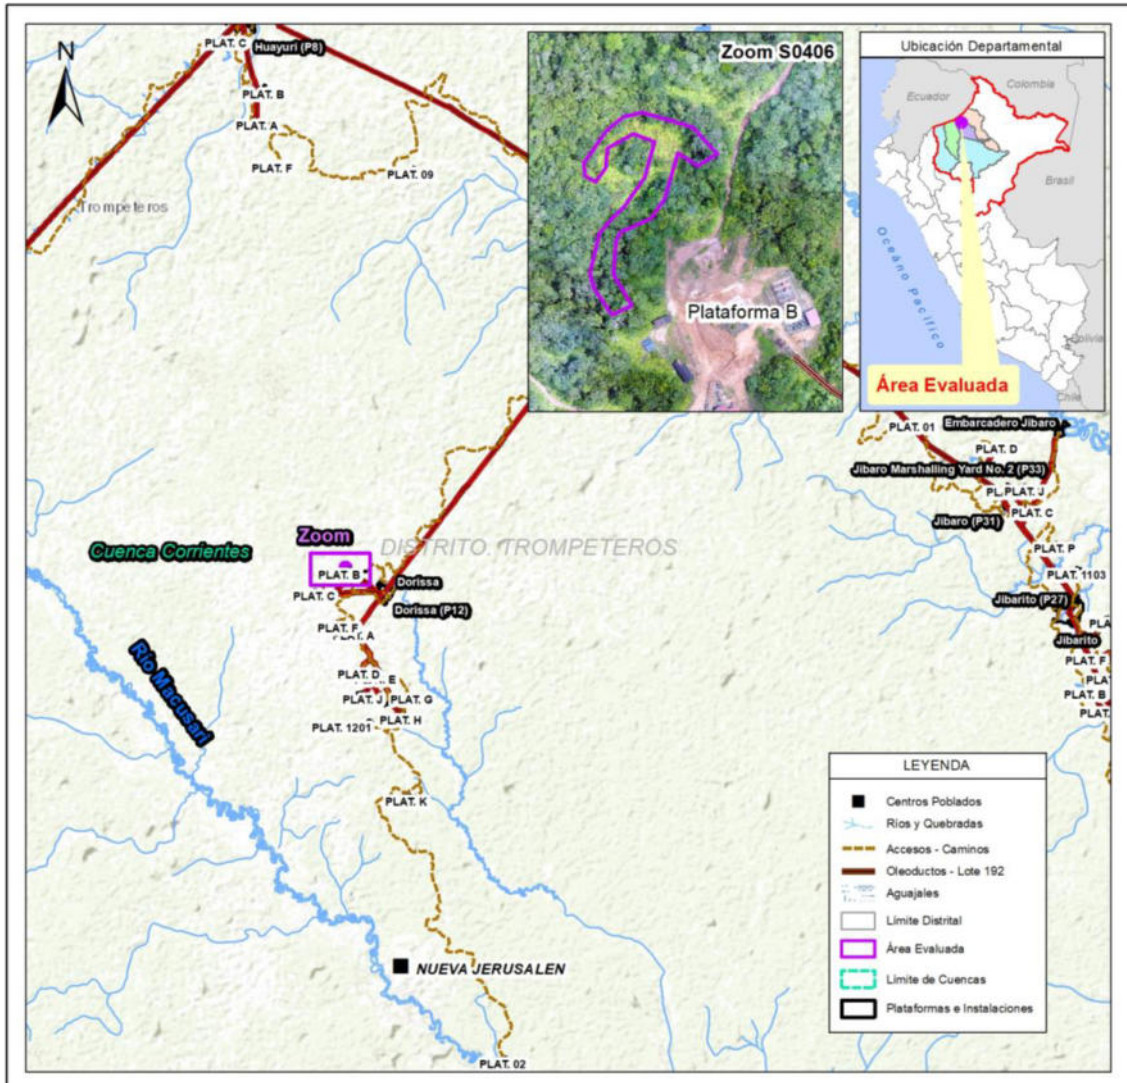 N
PLAT. C
Huayuri (P8)
PLAT. B
PLAT. A
PLAT. F
PLAT. 09
Trompeteros
Zoom S0406
Plataforma B
Ubicación Departamental
Ecuador
Colombia
Brasil
Océano Pacífico
Bolivia
Chile
Área Evaluada
PLAT. 01
Embarcadero Jibaro
PLAT. D
Jibaro Marshalling Yard No. 2 (P33)
PLAT. J
PLAT. C
Jibaro (P31)
PLAT. P
PLAT. 1103
Jibarito (P27)
Jibarito
PLAT. F
PLAT. B
PLAT.
Cuenca Corrientes
Zoom
DISTRITO. TROMPETEROS
PLAT. B
Dorissa
PLAT. C
Dorissa (P12)
PLAT. F
PLAT. A
PLAT. D
E
PLAT. J
PLAT. G
PLAT. H
PLAT. 1201
Río Macusari
PLAT. K
NUEVA JERUSALEN
PLAT. 02
LEYENDA
Centros Poblados
Ríos y Quebradas
Accesos - Caminos
Oleoductos - Lote 192
Aguajales
Límite Distrital
Área Evaluada
Límite de Cuencas
Plataformas e Instalaciones